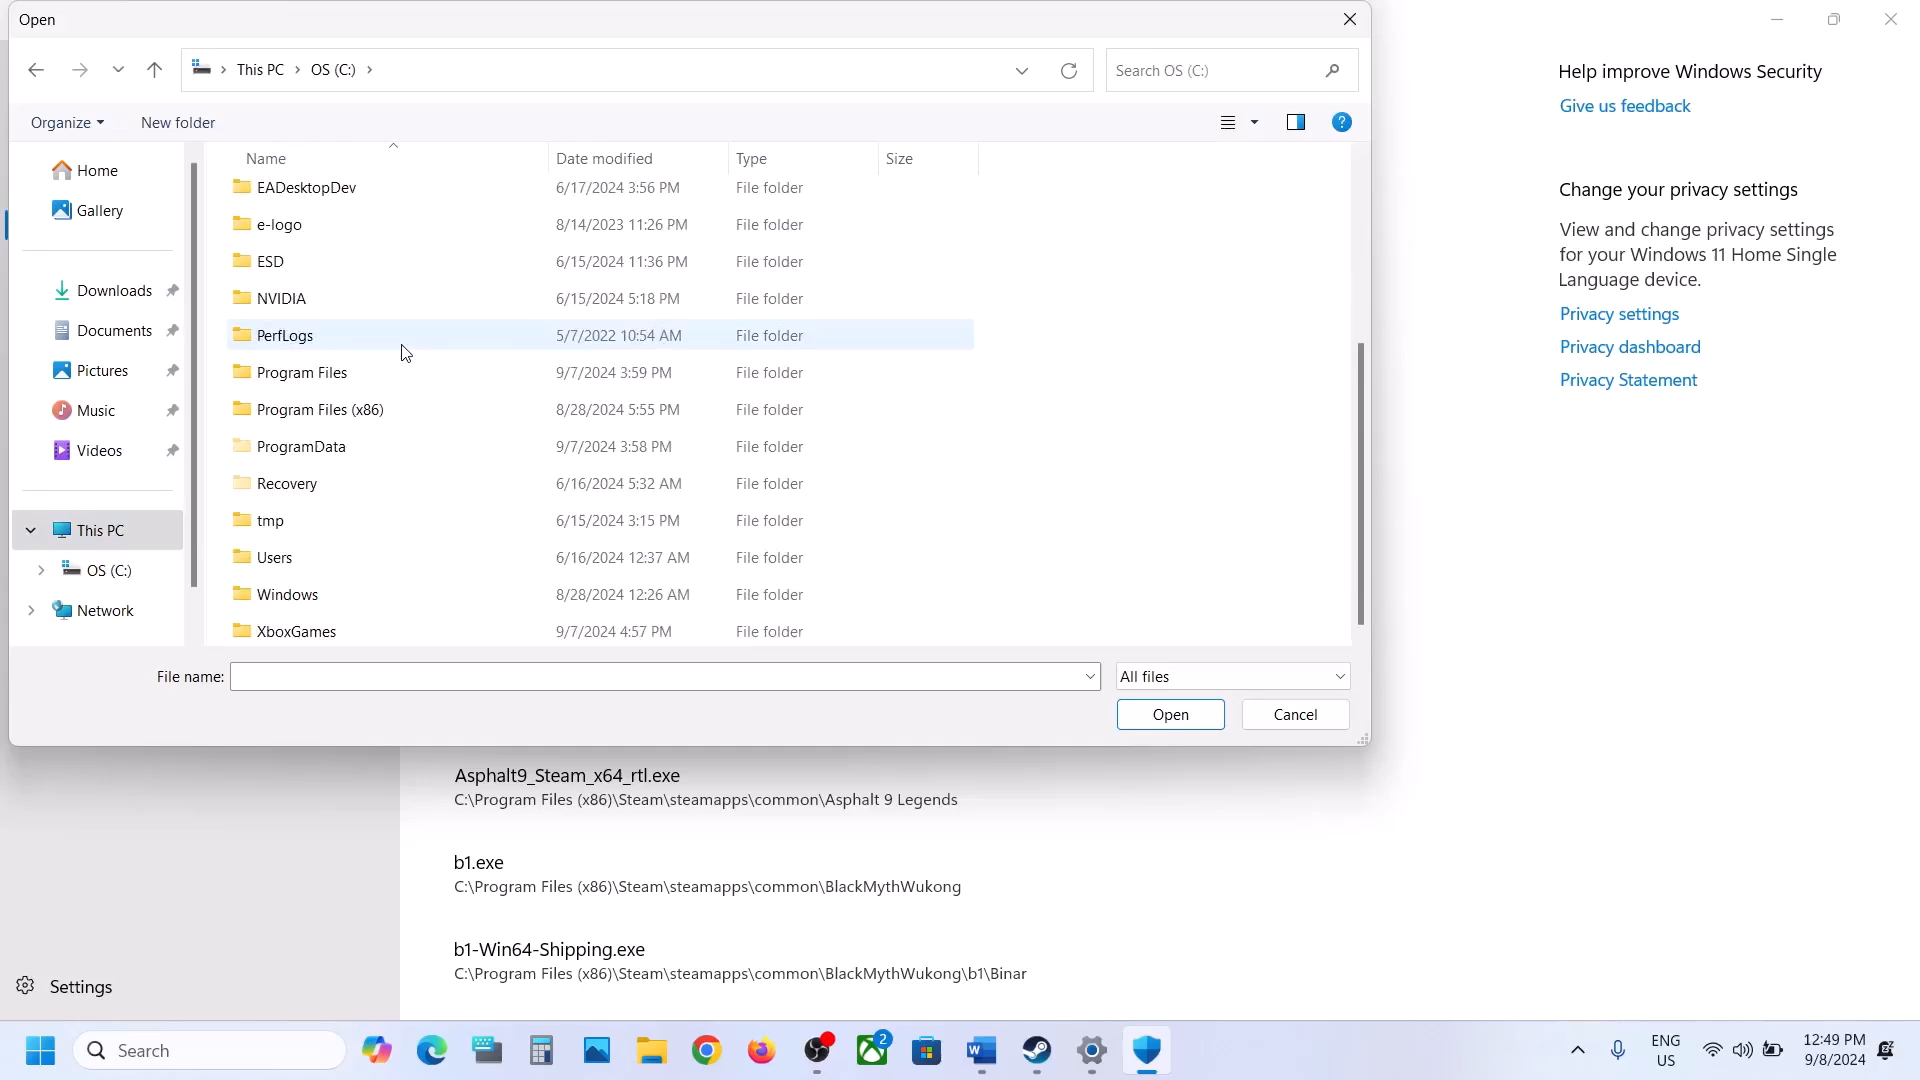 Open
This PC
OS (C:)
Search OS (C:)
Organize
New folder
?
Name
Date modified
Type
Size
Home
Gallery
Downloads
Documents
Pictures
Music
Videos
This PC
OS (C:)
Network
EADesktopDev 6/17/2024 3:56 PM File folder
e-logo 8/14/2023 11:26 PM File folder
ESD 6/15/2024 11:36 PM File folder
NVIDIA 6/15/2024 5:18 PM File folder
PerfLogs 5/7/2022 10:54 AM File folder
Program Files 9/7/2024 3:59 PM File folder
Program Files (x86) 8/28/2024 5:55 PM File folder
ProgramData 9/7/2024 3:58 PM File folder
Recovery 6/16/2024 5:32 AM File folder
tmp 6/15/2024 3:15 PM File folder
Users 6/16/2024 12:37 AM File folder
Windows 8/28/2024 12:26 AM File folder
XboxGames 9/7/2024 4:57 PM File folder
File name:
All files
Open
Cancel
Help improve Windows Security
Give us feedback
Change your privacy settings
View and change privacy settings
for your Windows 11 Home Single
Language device.
Privacy settings
Privacy dashboard
Privacy Statement
Asphalt9_Steam_x64_rtl.exe
C:\Program Files (x86)\Steam\steamapps\common\Asphalt 9 Legends
b1.exe
C:\Program Files (x86)\Steam\steamapps\common\BlackMythWukong
b1-Win64-Shipping.exe
C:\Program Files (x86)\Steam\steamapps\common\BlackMythWukong\b1\Binar
Settings
Search
2
ENG
US
12:49 PM
9/8/2024